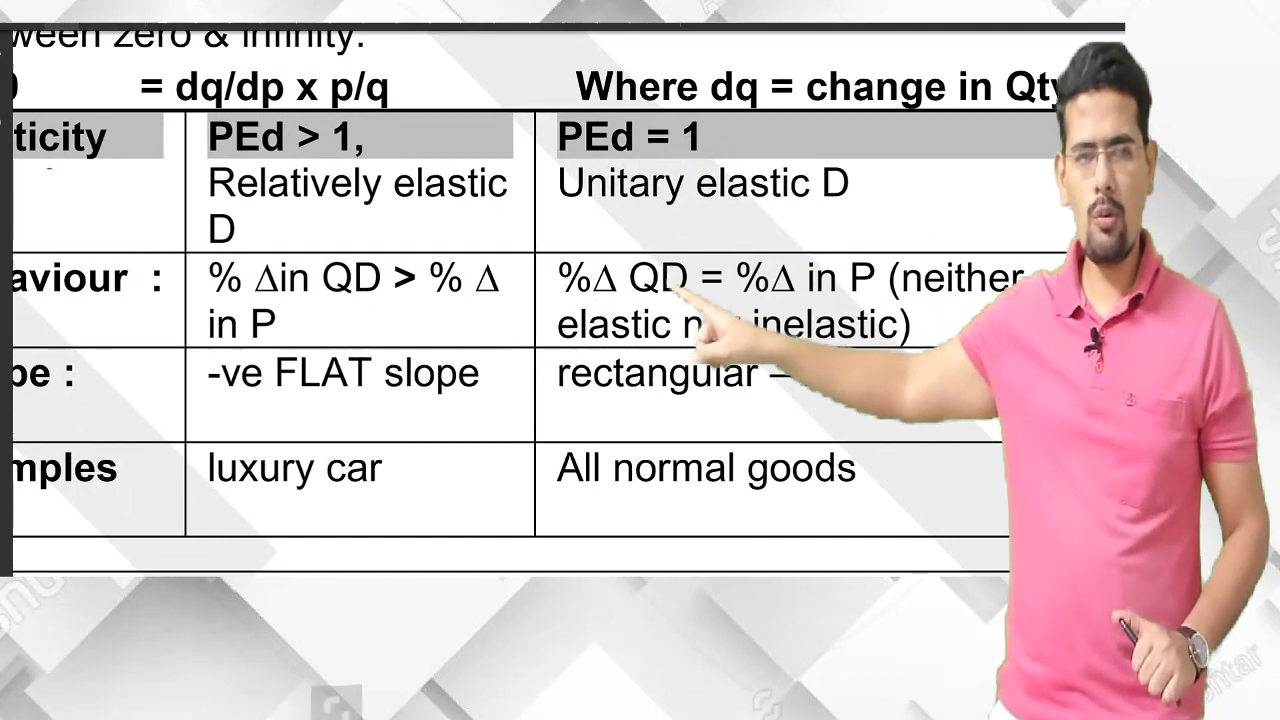 ween zero & infinity.
= dq/dp x p/q Where dq = change in Qty
ticity PEd > 1, PEd = 1
Relatively elastic Unitary elastic D
D
aviour : % ∆in QD > % ∆ %∆ QD = %∆ in P (neither
in P elastic inelastic)
pe : -ve FLAT slope rectangular –
mples luxury car All normal goods